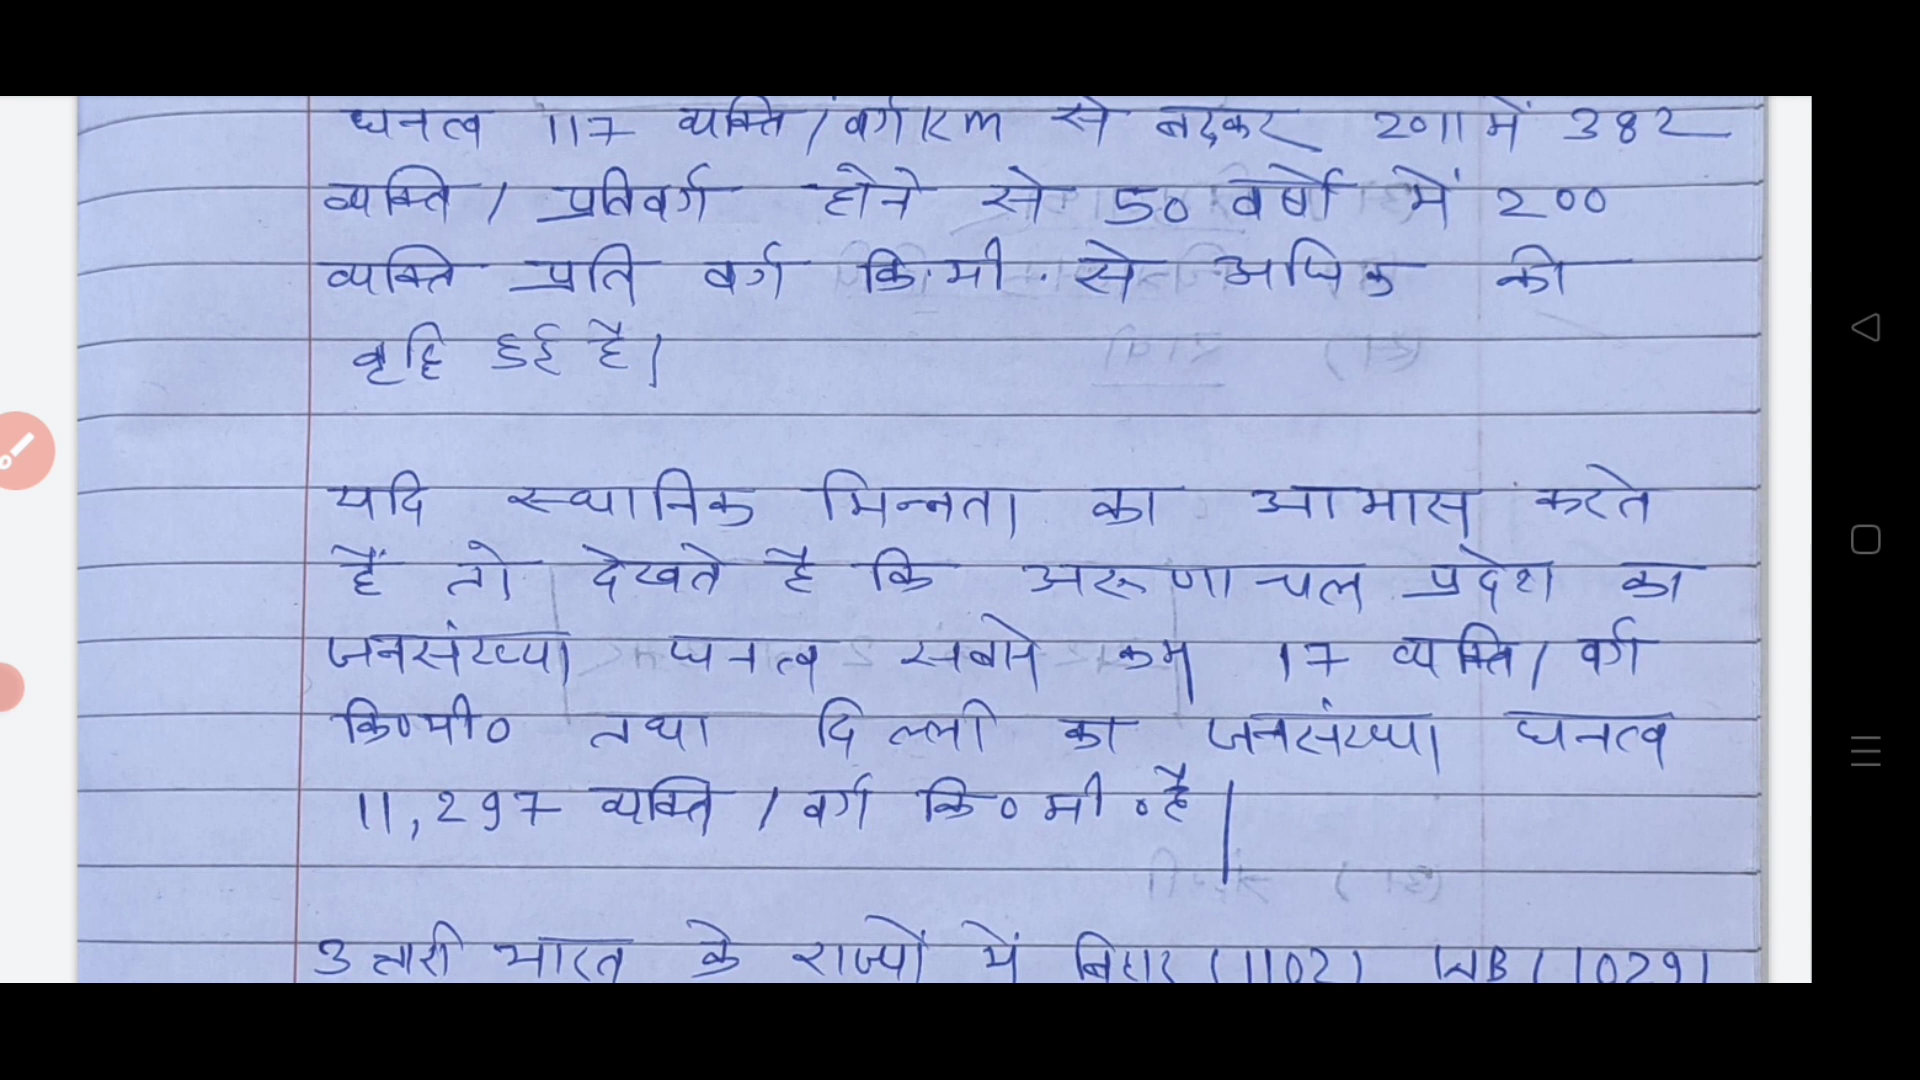 घनत्व 117 व्यक्ति/वर्ग km से बढ़कर 2011 में 382
व्यक्ति/ प्रतिवर्ग होने से 50 वर्षों में 200
व्यक्ति प्रति वर्ग कि.मी. से अधिक की
वृद्धि हुई है।
यदि स्थानिक भिन्नता का आभास करते
हैं तो देखते है कि अरूणाचल प्रदेश का
जनसंख्या घनत्व सबसे कम 17 व्यक्ति/ वर्ग
कि०मी० तथा दिल्ली का जनसंख्या घनत्व
11,297 व्यक्ति / वर्ग कि०मी०है।
उत्तरी भारत के राज्यों में बिहार (1102) WB (1029)